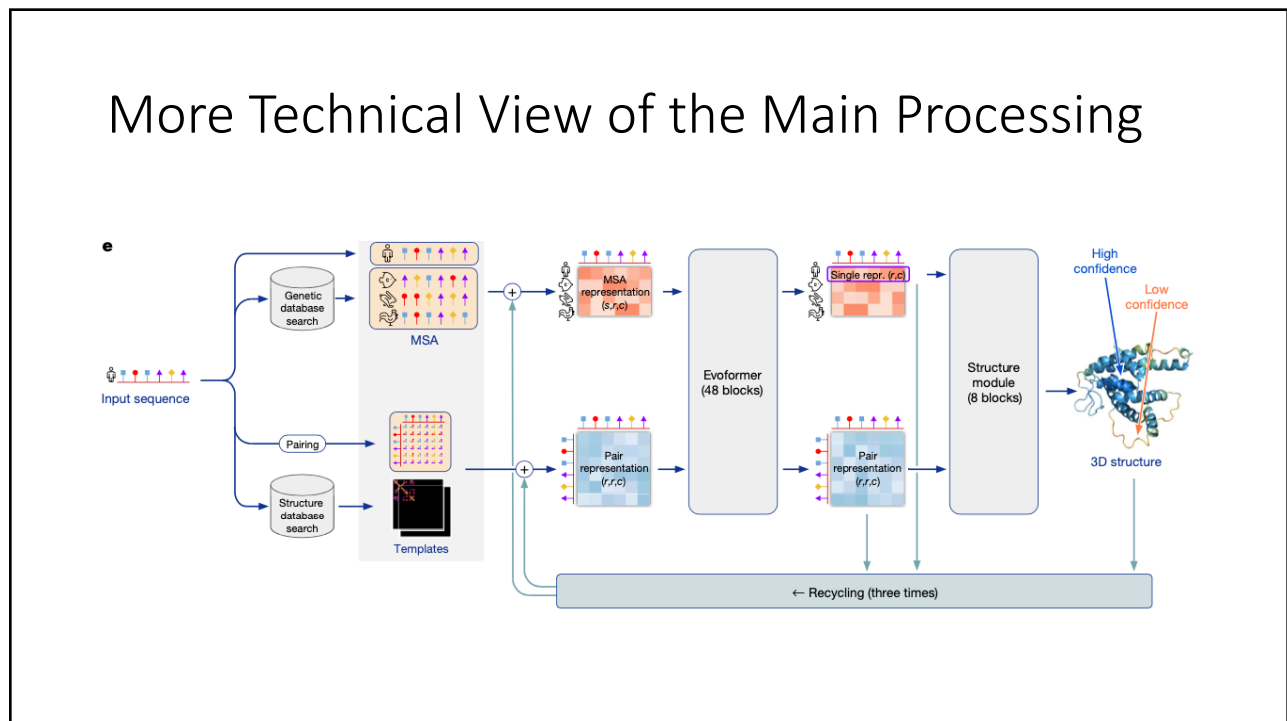 More Technical View of the Main Processing
e
Input sequence
Genetic
database
search
Pairing
Structure
database
search
MSA
Templates
+
+
MSA
representation
(s,r,c)
Pair
representation
(r,r,c)
Evoformer
(48 blocks)
Single repr. (r,c)
Pair
representation
(r,r,c)
Structure
module
(8 blocks)
High
confidence
Low
confidence
3D structure
← Recycling (three times)